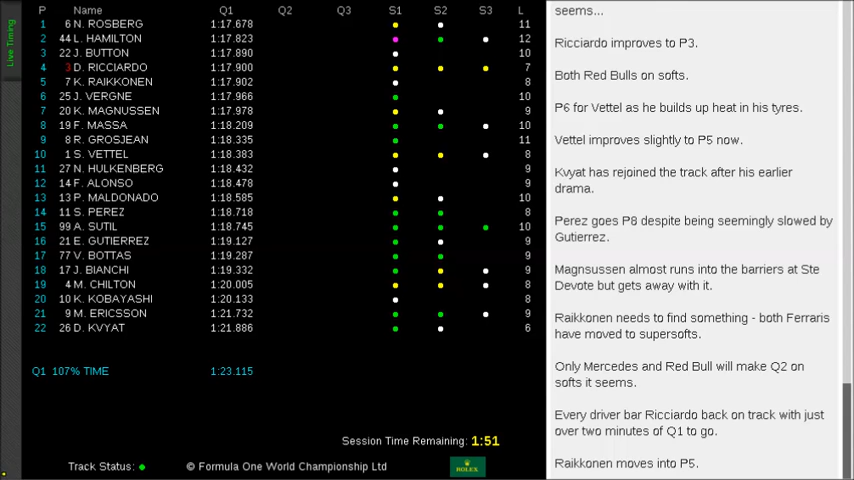 Live Timing
P Name Q1 Q2 Q3 S1 S2 S3 L
1 6 N. ROSBERG 1:17.678 11
2 44 L. HAMILTON 1:17.823 12
3 22 J. BUTTON 1:17.890 10
4 3 D. RICCIARDO 1:17.900 7
5 7 K. RAIKKONEN 1:17.902 8
6 25 J. VERGNE 1:17.966 10
7 20 K. MAGNUSSEN 1:17.978 9
8 19 F. MASSA 1:18.209 10
9 8 R. GROSJEAN 1:18.335 11
10 1 S. VETTEL 1:18.383 8
11 27 N. HULKENBERG 1:18.432 9
12 14 F. ALONSO 1:18.478 9
13 13 P. MALDONADO 1:18.585 10
14 11 S. PEREZ 1:18.718 8
15 99 A. SUTIL 1:18.745 10
16 21 E. GUTIERREZ 1:19.127 9
17 77 V. BOTTAS 1:19.287 9
18 17 J. BIANCHI 1:19.332 9
19 4 M. CHILTON 1:20.005 8
20 10 K. KOBAYASHI 1:20.133 8
21 9 M. ERICSSON 1:21.732 9
22 26 D. KVYAT 1:21.886 6
Q1 107% TIME 1:23.115
Session Time Remaining: 1:51
Track Status: © Formula One World Championship Ltd
ROLEX
seems...
Ricciardo improves to P3.
Both Red Bulls on softs.
P6 for Vettel as he builds up heat in his tyres.
Vettel improves slightly to P5 now.
Kvyat has rejoined the track after his earlier
drama.
Perez goes P8 despite being seemingly slowed by
Gutierrez.
Magnsussen almost runs into the barriers at Ste
Devote but gets away with it.
Raikkonen needs to find something - both Ferraris
have moved to supersofts.
Only Mercedes and Red Bull will make Q2 on
softs it seems.
Every driver bar Ricciardo back on track with just
over two minutes of Q1 to go.
Raikkonen moves into P5.